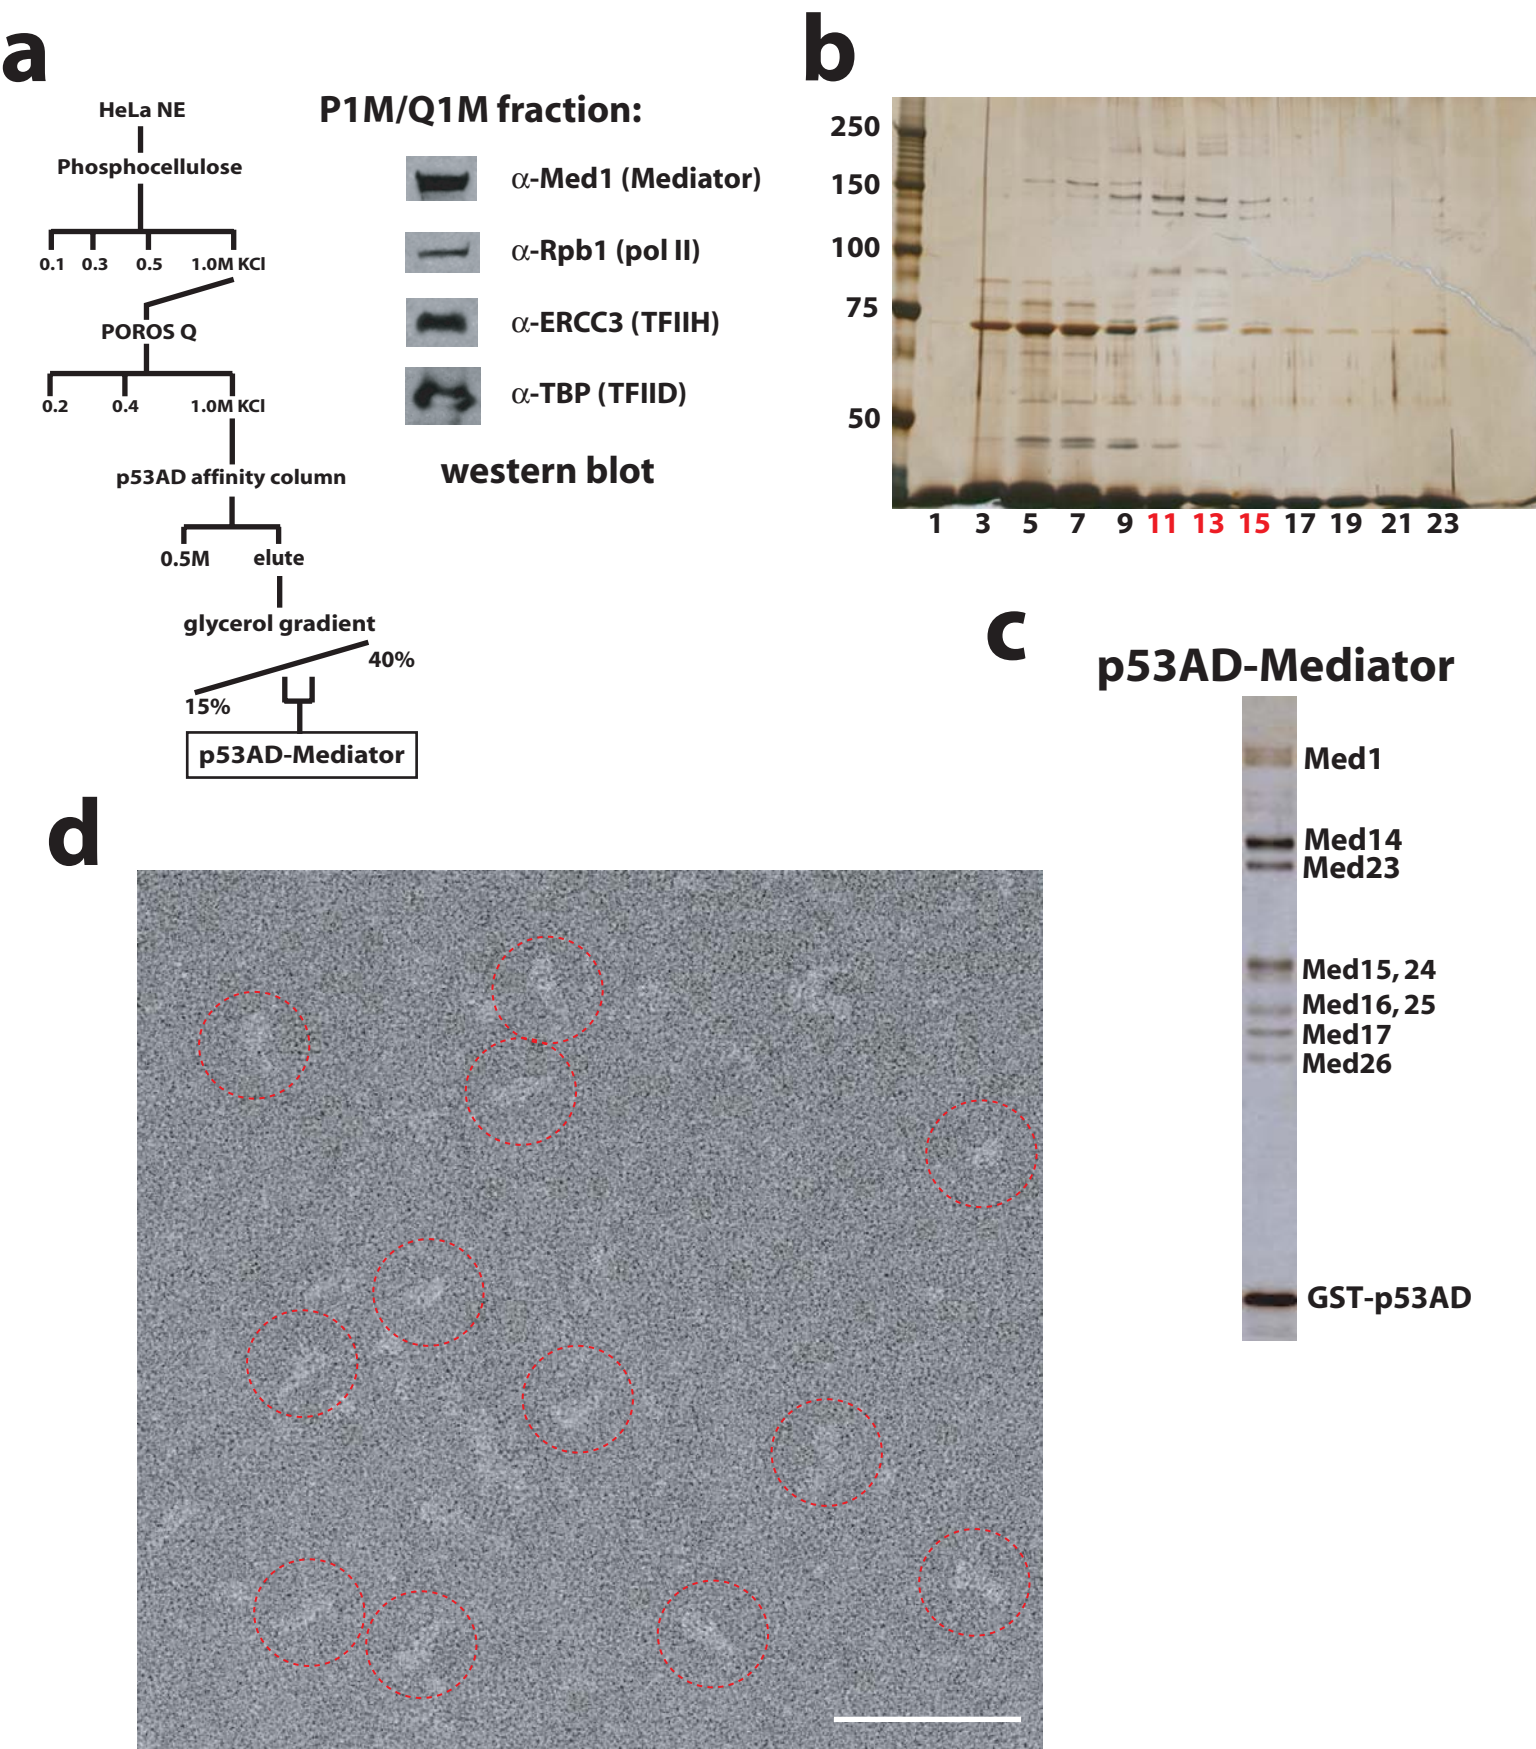 a
HeLa NE
Phosphocellulose
0.1 0.3 0.5 1.0M KCl
POROS Q
0.2 0.4 1.0M KCl
p53AD affinity column
0.5M elute
glycerol gradient
40%
15%
p53AD-Mediator
P1M/Q1M fraction:
α-Med1 (Mediator)
α-Rpb1 (pol II)
α-ERCC3 (TFIIH)
α-TBP (TFIID)
western blot
b
250
150
100
75
50
1 3 5 7 9 11 13 15 17 19 21 23
c
p53AD-Mediator
Med1
Med14
Med23
Med15, 24
Med16, 25
Med17
Med26
GST-p53AD
d